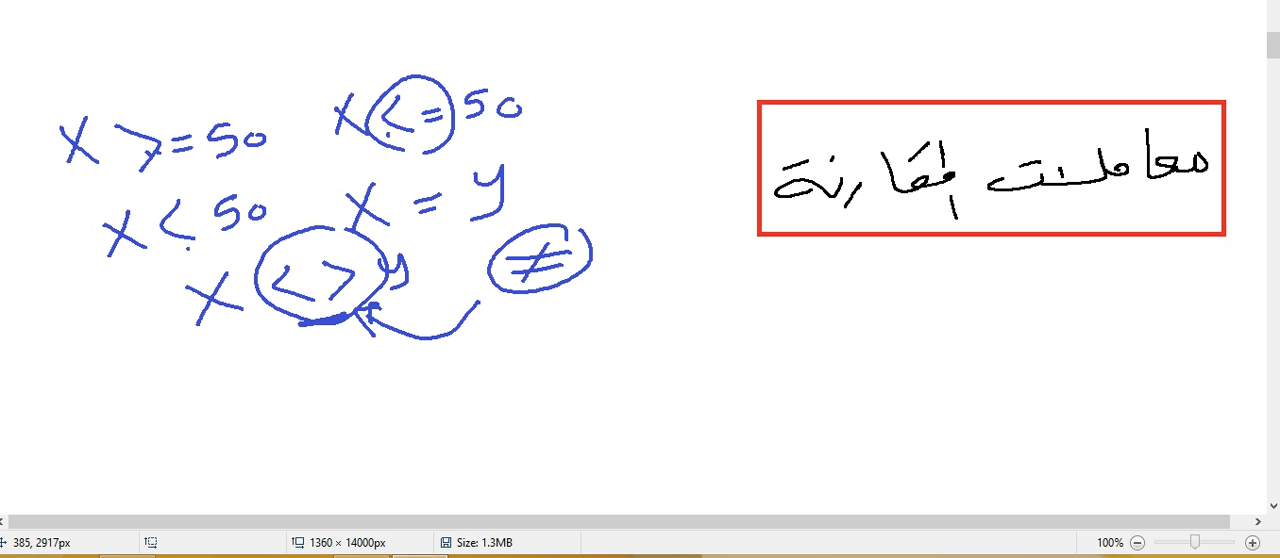 x >= 50
x <= 50
معاملات المقارنة
x < 50
x = y
x <> y
≠
385, 2917px
1360 × 14000px
Size: 1.3MB
100%